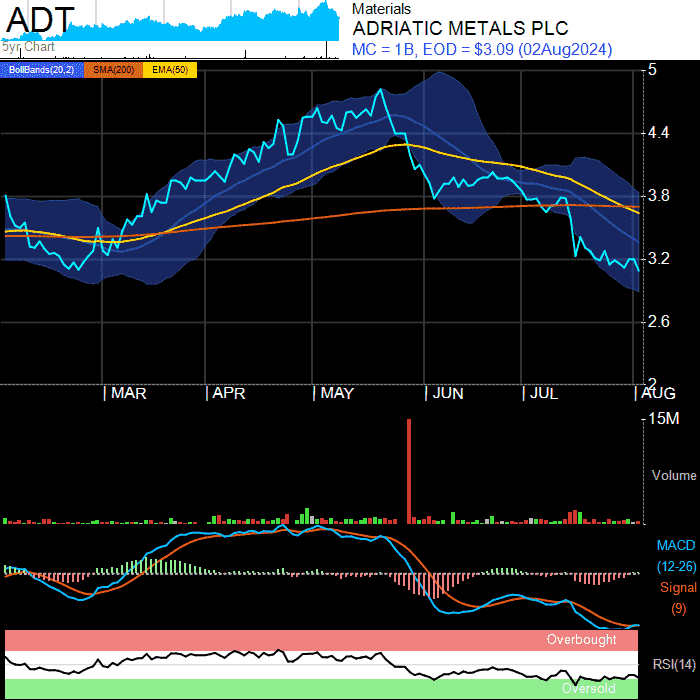 ADT
5yr Chart
Materials
ADRIATIC METALS PLC
MC = 1B, EOD = $3.09 (02Aug2024)
BollBands(20,2) SMA(200) EMA(50)
5
4.4
3.8
3.2
2.6
2
MAR APR MAY JUN JUL AUG
15M
Volume
MACD
(12-26)
Signal
(9)
Overbought
RSI(14)
Oversold